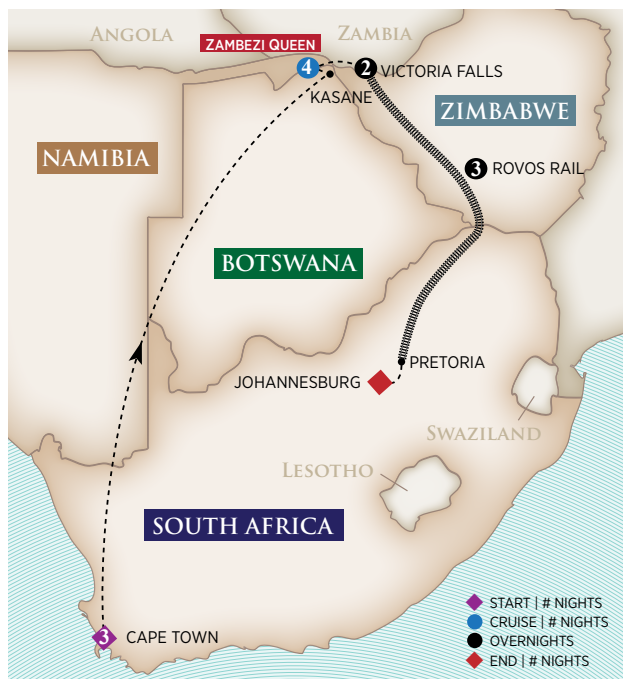 ANGOLA
ZAMBIA
ZAMBEZI QUEEN
4
2
VICTORIA FALLS
KASANE
ZIMBABWE
NAMIBIA
3
ROVOS RAIL
BOTSWANA
PRETORIA
JOHANNESBURG
SWAZILAND
LESOTHO
SOUTH AFRICA
3
CAPE TOWN
START | # NIGHTS
CRUISE | # NIGHTS
OVERNIGHTS
END | # NIGHTS